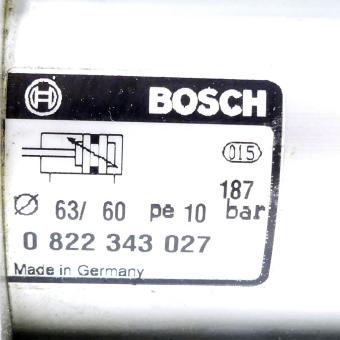 BOSCH
015
187
Ø 63/ 60 pe 10 bar
0 822 343 027
Made in Germany